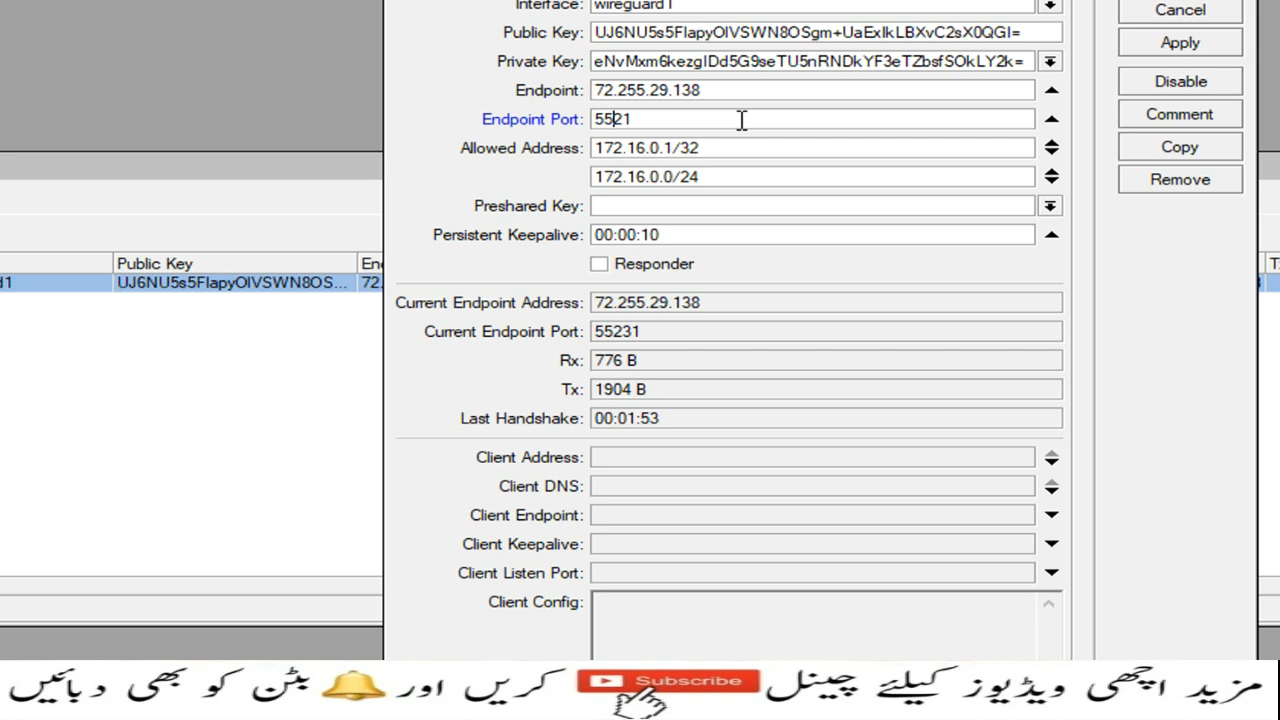 Interface: wireguard1
Cancel
Public Key: UJ6NU5s5FlapyOlVSWN8OSgm+UaExlkLBXvC2sX0QGI=
Apply
Private Key: eNvMxm6kezglDd5G9seTU5nRNDkYF3eTZbsfSOkLY2k=
Endpoint: 72.255.29.138
Disable
Endpoint Port: 5521
Comment
Allowed Address: 172.16.0.1/32
Copy
172.16.0.0/24
Remove
Preshared Key:
Persistent Keepalive: 00:00:10
Responder
Public Key
d1 UJ6NU5s5FlapyOlVSWN8OS... 72.
Current Endpoint Address: 72.255.29.138
Current Endpoint Port: 55231
Rx: 776 B
Tx: 1904 B
Last Handshake: 00:01:53
Client Address:
Client DNS:
Client Endpoint:
Client Keepalive:
Client Listen Port:
Client Config:
مزید اچھی ویڈیوز کیلئے چینل Subscribe کریں اور بٹن کو بھی دبائیں